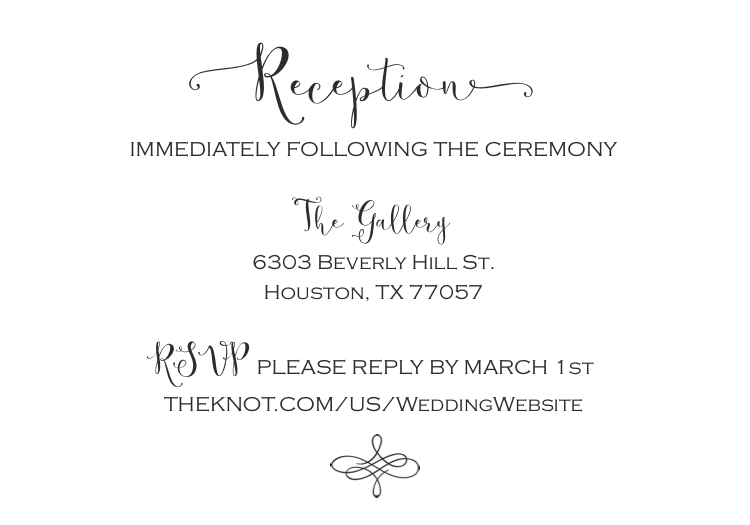 Reception
IMMEDIATELY FOLLOWING THE CEREMONY
The Gallery
6303 Beverly Hill St.
Houston, TX 77057
RSVP PLEASE REPLY BY MARCH 1ST
THEKNOT.COM/US/WeddingWebsite